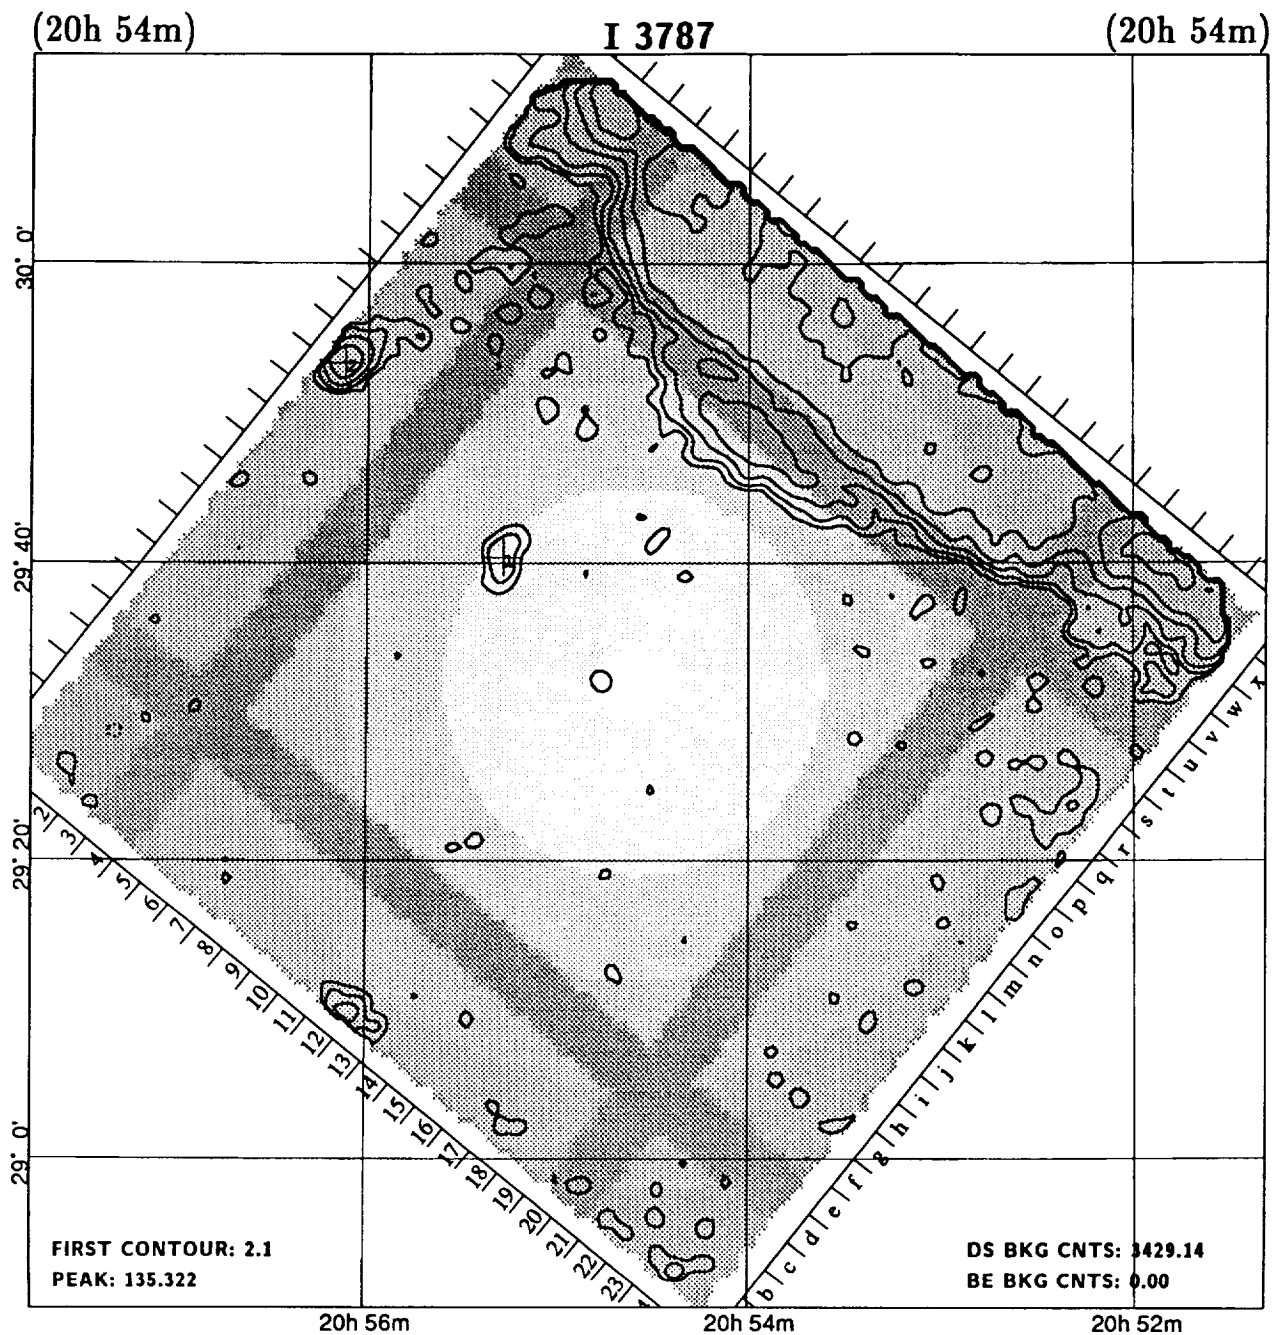 (20h 54m) I 3787 (20h 54m)
30° 0'
29° 40'
29° 20'
29° 0'
2 3 4 5 6 7 8 9 10 11 12 13 14 15 16 17 18 19 20 21 22 23
b c d e f g h i j k l m n o p q r s t u v w x
FIRST CONTOUR: 2.1
PEAK: 135.322
DS BKG CNTS: 3429.14
BE BKG CNTS: 0.00
20h 56m 20h 54m 20h 52m